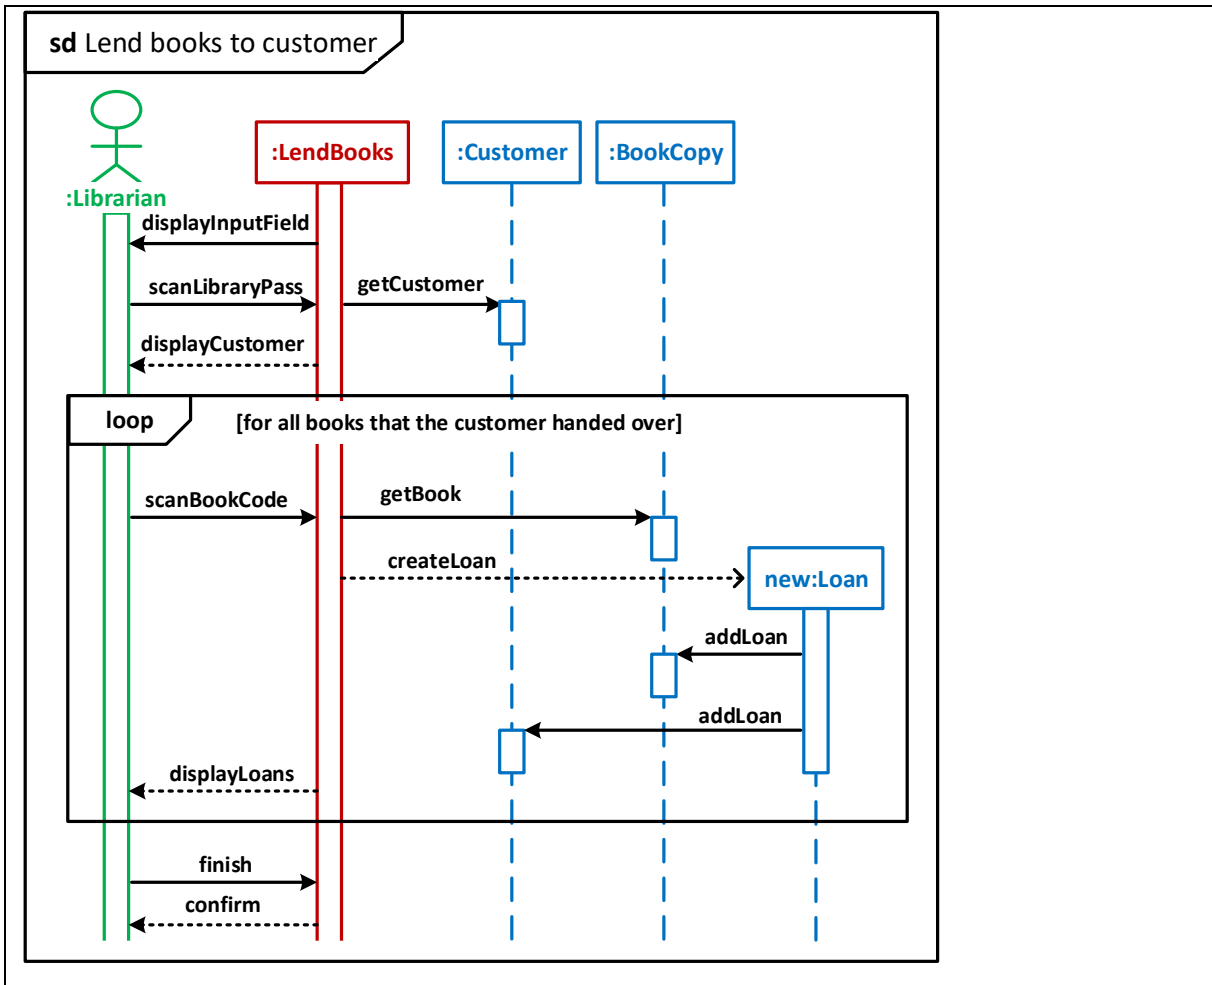 sd Lend books to customer
:LendBooks
:Customer
:BookCopy
:Librarian
displayInputField
scanLibraryPass
getCustomer
displayCustomer
loop
[for all books that the customer handed over]
scanBookCode
getBook
createLoan
new:Loan
addLoan
addLoan
displayLoans
finish
confirm